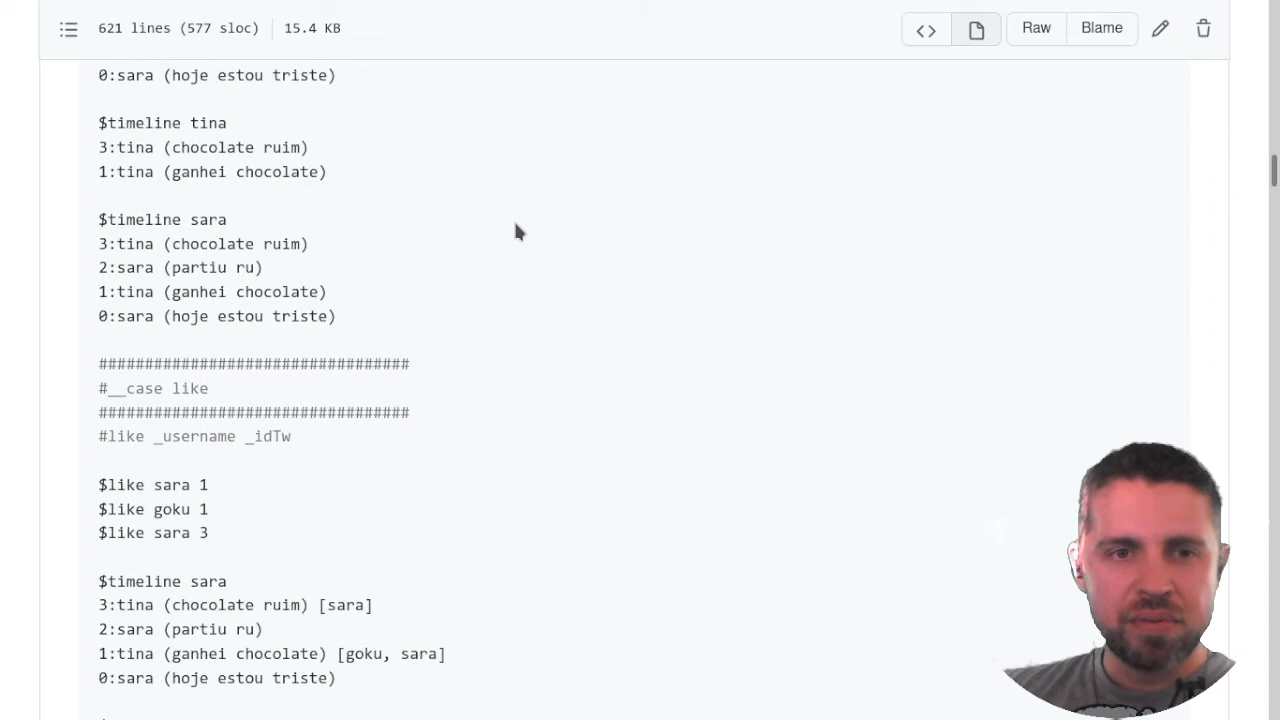 621 lines (577 sloc) 15.4 KB Raw Blame
0:sara (hoje estou triste)
$timeline tina
3:tina (chocolate ruim)
1:tina (ganhei chocolate)
$timeline sara
3:tina (chocolate ruim)
2:sara (partiu ru)
1:tina (ganhei chocolate)
0:sara (hoje estou triste)
##################################
#__case like
##################################
#like _username _idTw
$like sara 1
$like goku 1
$like sara 3
$timeline sara
3:tina (chocolate ruim) [sara]
2:sara (partiu ru)
1:tina (ganhei chocolate) [goku, sara]
0:sara (hoje estou triste)